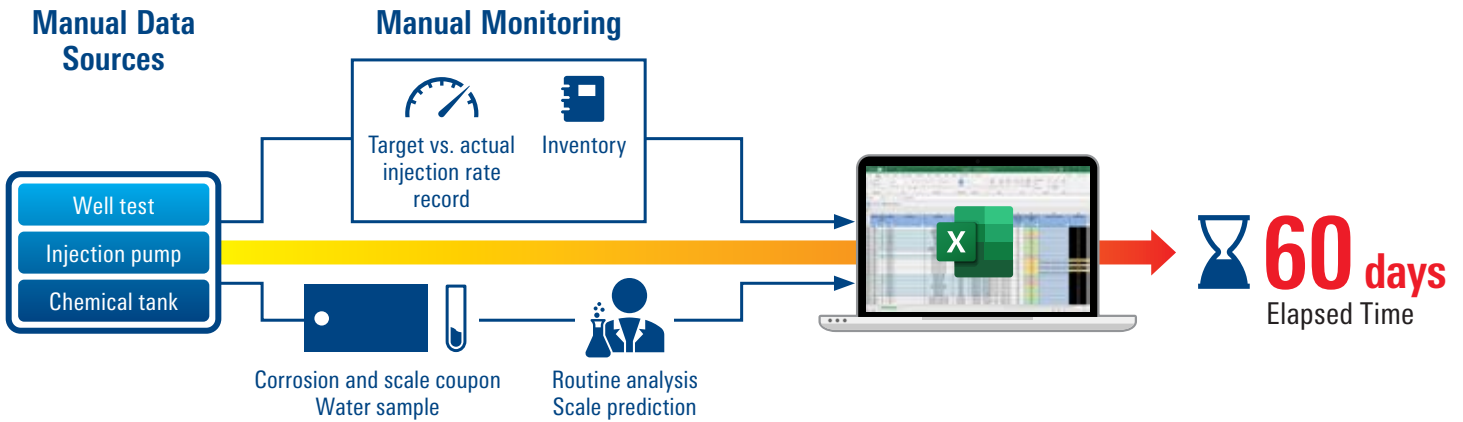 Manual Data
Sources
Manual Monitoring
Target vs. actual
injection rate
record
Inventory
Well test
Injection pump
Chemical tank
X
60 days
Elapsed Time
Corrosion and scale coupon
Water sample
Routine analysis
Scale prediction